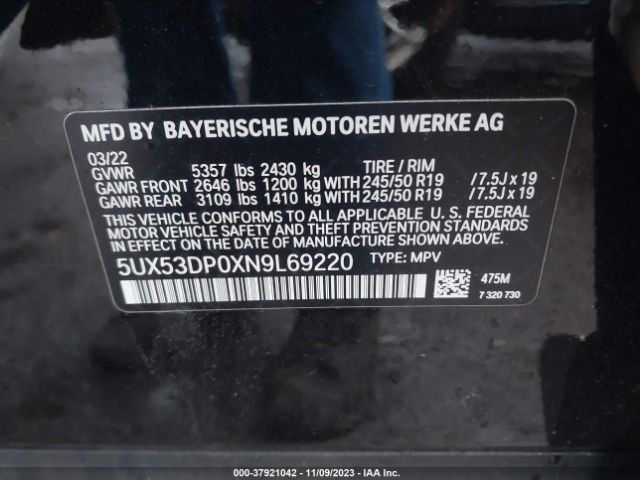 MFD BY BAYERISCHE MOTOREN WERKE AG
03/22
GVWR 5357 lbs 2430 kg TIRE / RIM
GAWR FRONT 2646 lbs 1200 kg WITH 245/50 R19 /7.5J x 19
GAWR REAR 3109 lbs 1410 kg WITH 245/50 R19 /7.5J x 19
THIS VEHICLE CONFORMS TO ALL APPLICABLE U. S. FEDERAL
MOTOR VEHICLE SAFETY AND THEFT PREVENTION STANDARDS
IN EFFECT ON THE DATE OF MANUFACTURE SHOWN ABOVE.
5UX53DP0XN9L69220 TYPE: MPV
475M
7 320 730
000-37921042 - 11/09/2023 - IAA Inc.